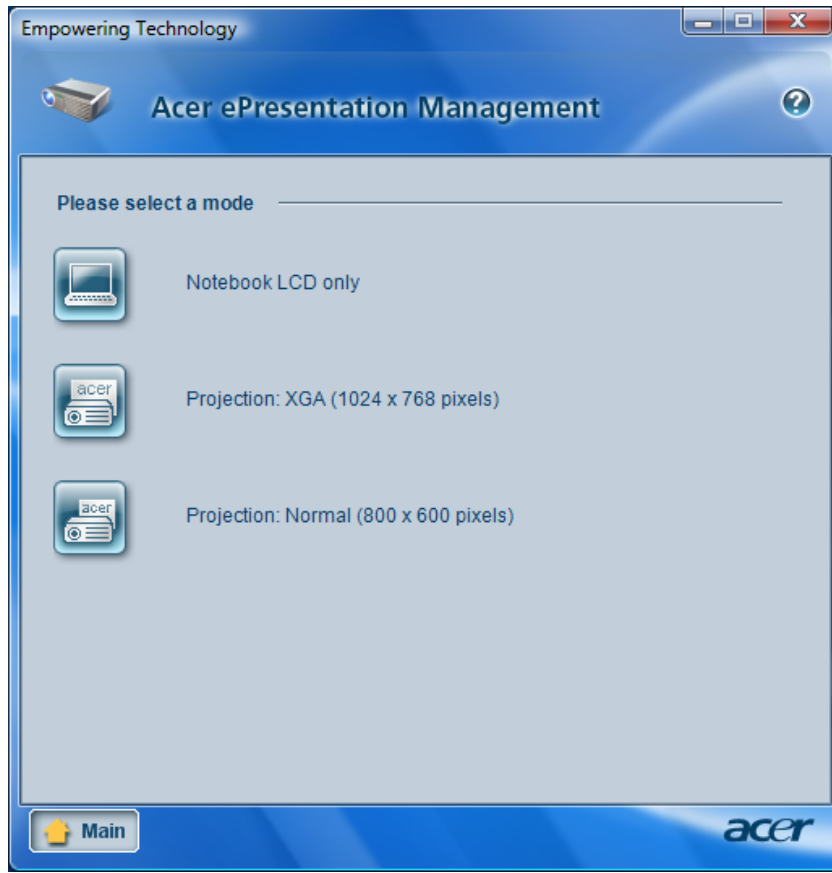 Empowering Technology
Acer ePresentation Management
?
Please select a mode
Notebook LCD only
acer
Projection: XGA (1024 x 768 pixels)
acer
Projection: Normal (800 x 600 pixels)
Main
acer